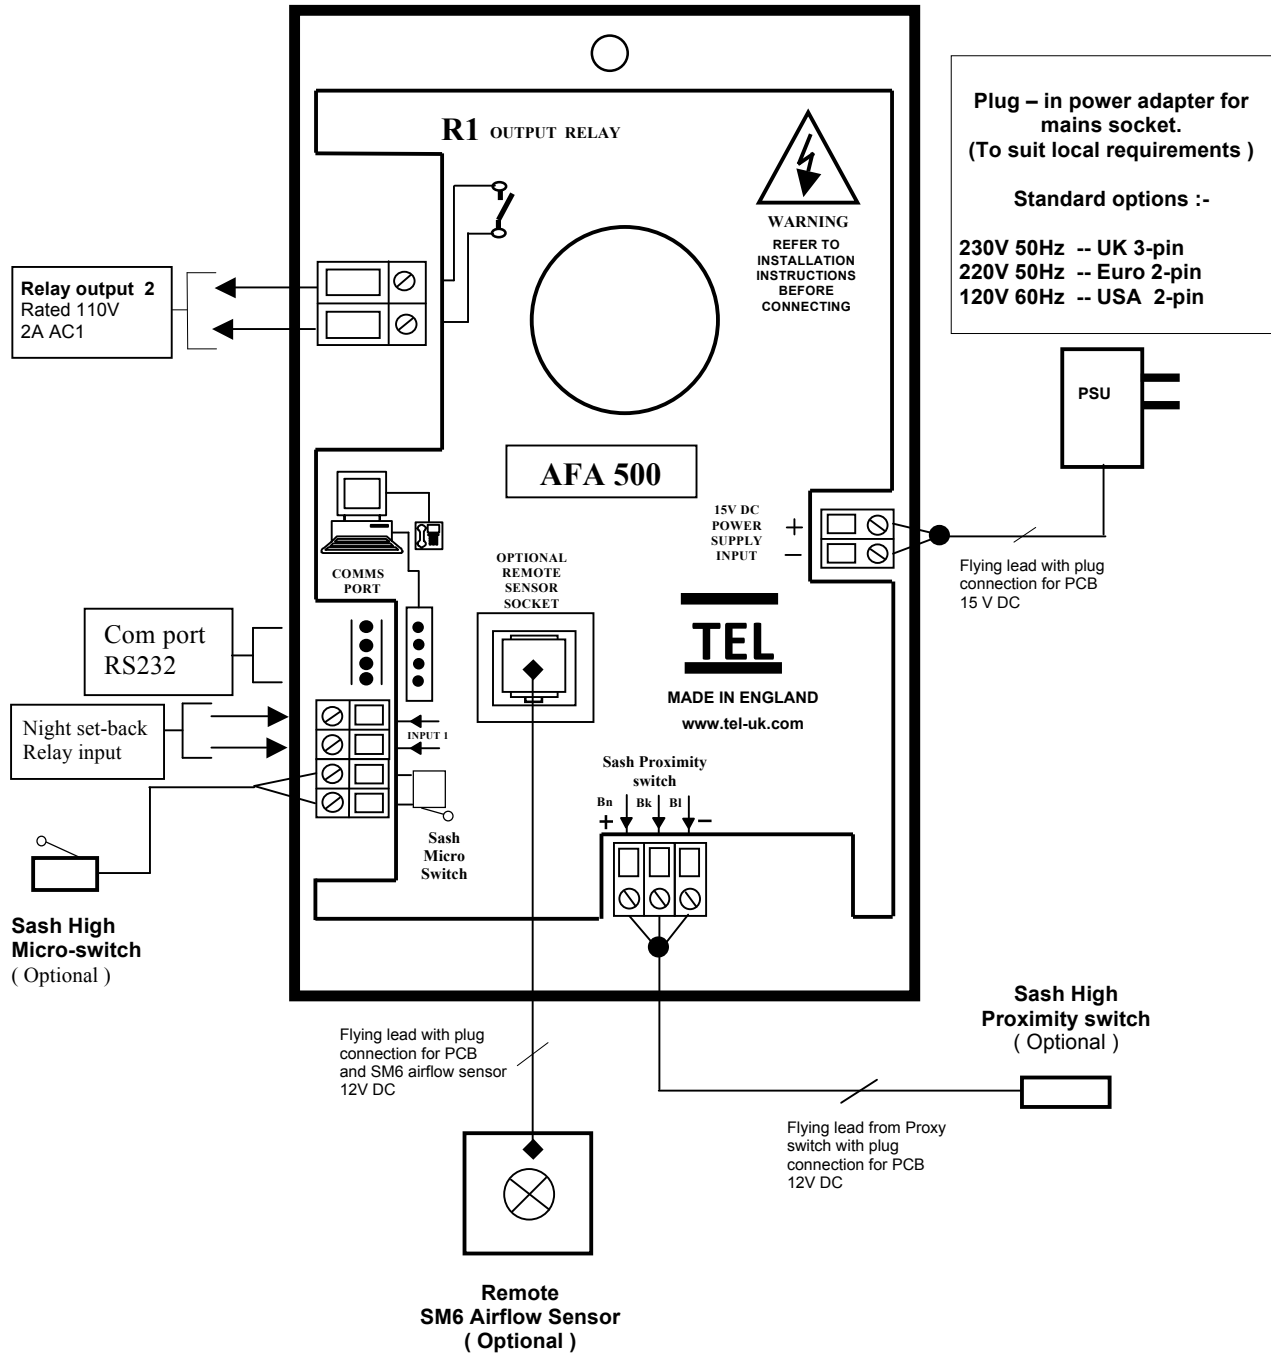 R1 OUTPUT RELAY
WARNING
REFER TO
INSTALLATION
INSTRUCTIONS
BEFORE
CONNECTING
Plug – in power adapter for
mains socket.
(To suit local requirements )
Standard options :-
230V 50Hz -- UK 3-pin
220V 50Hz -- Euro 2-pin
120V 60Hz -- USA 2-pin
Relay output 2
Rated 110V
2A AC1
PSU
AFA 500
15V DC
POWER
SUPPLY
INPUT
+
–
Flying lead with plug
connection for PCB
15 V DC
COMMS
PORT
OPTIONAL
REMOTE
SENSOR
SOCKET
Com port
RS232
TEL
MADE IN ENGLAND
www.tel-uk.com
Night set-back
Relay input
INPUT 1
Sash Proximity
switch
Bn Bk Bl
+ –
Sash
Micro
Switch
Sash High
Micro-switch
( Optional )
Sash High
Proximity switch
( Optional )
Flying lead with plug
connection for PCB
and SM6 airflow sensor
12V DC
Flying lead from Proxy
switch with plug
connection for PCB
12V DC
Remote
SM6 Airflow Sensor
( Optional )